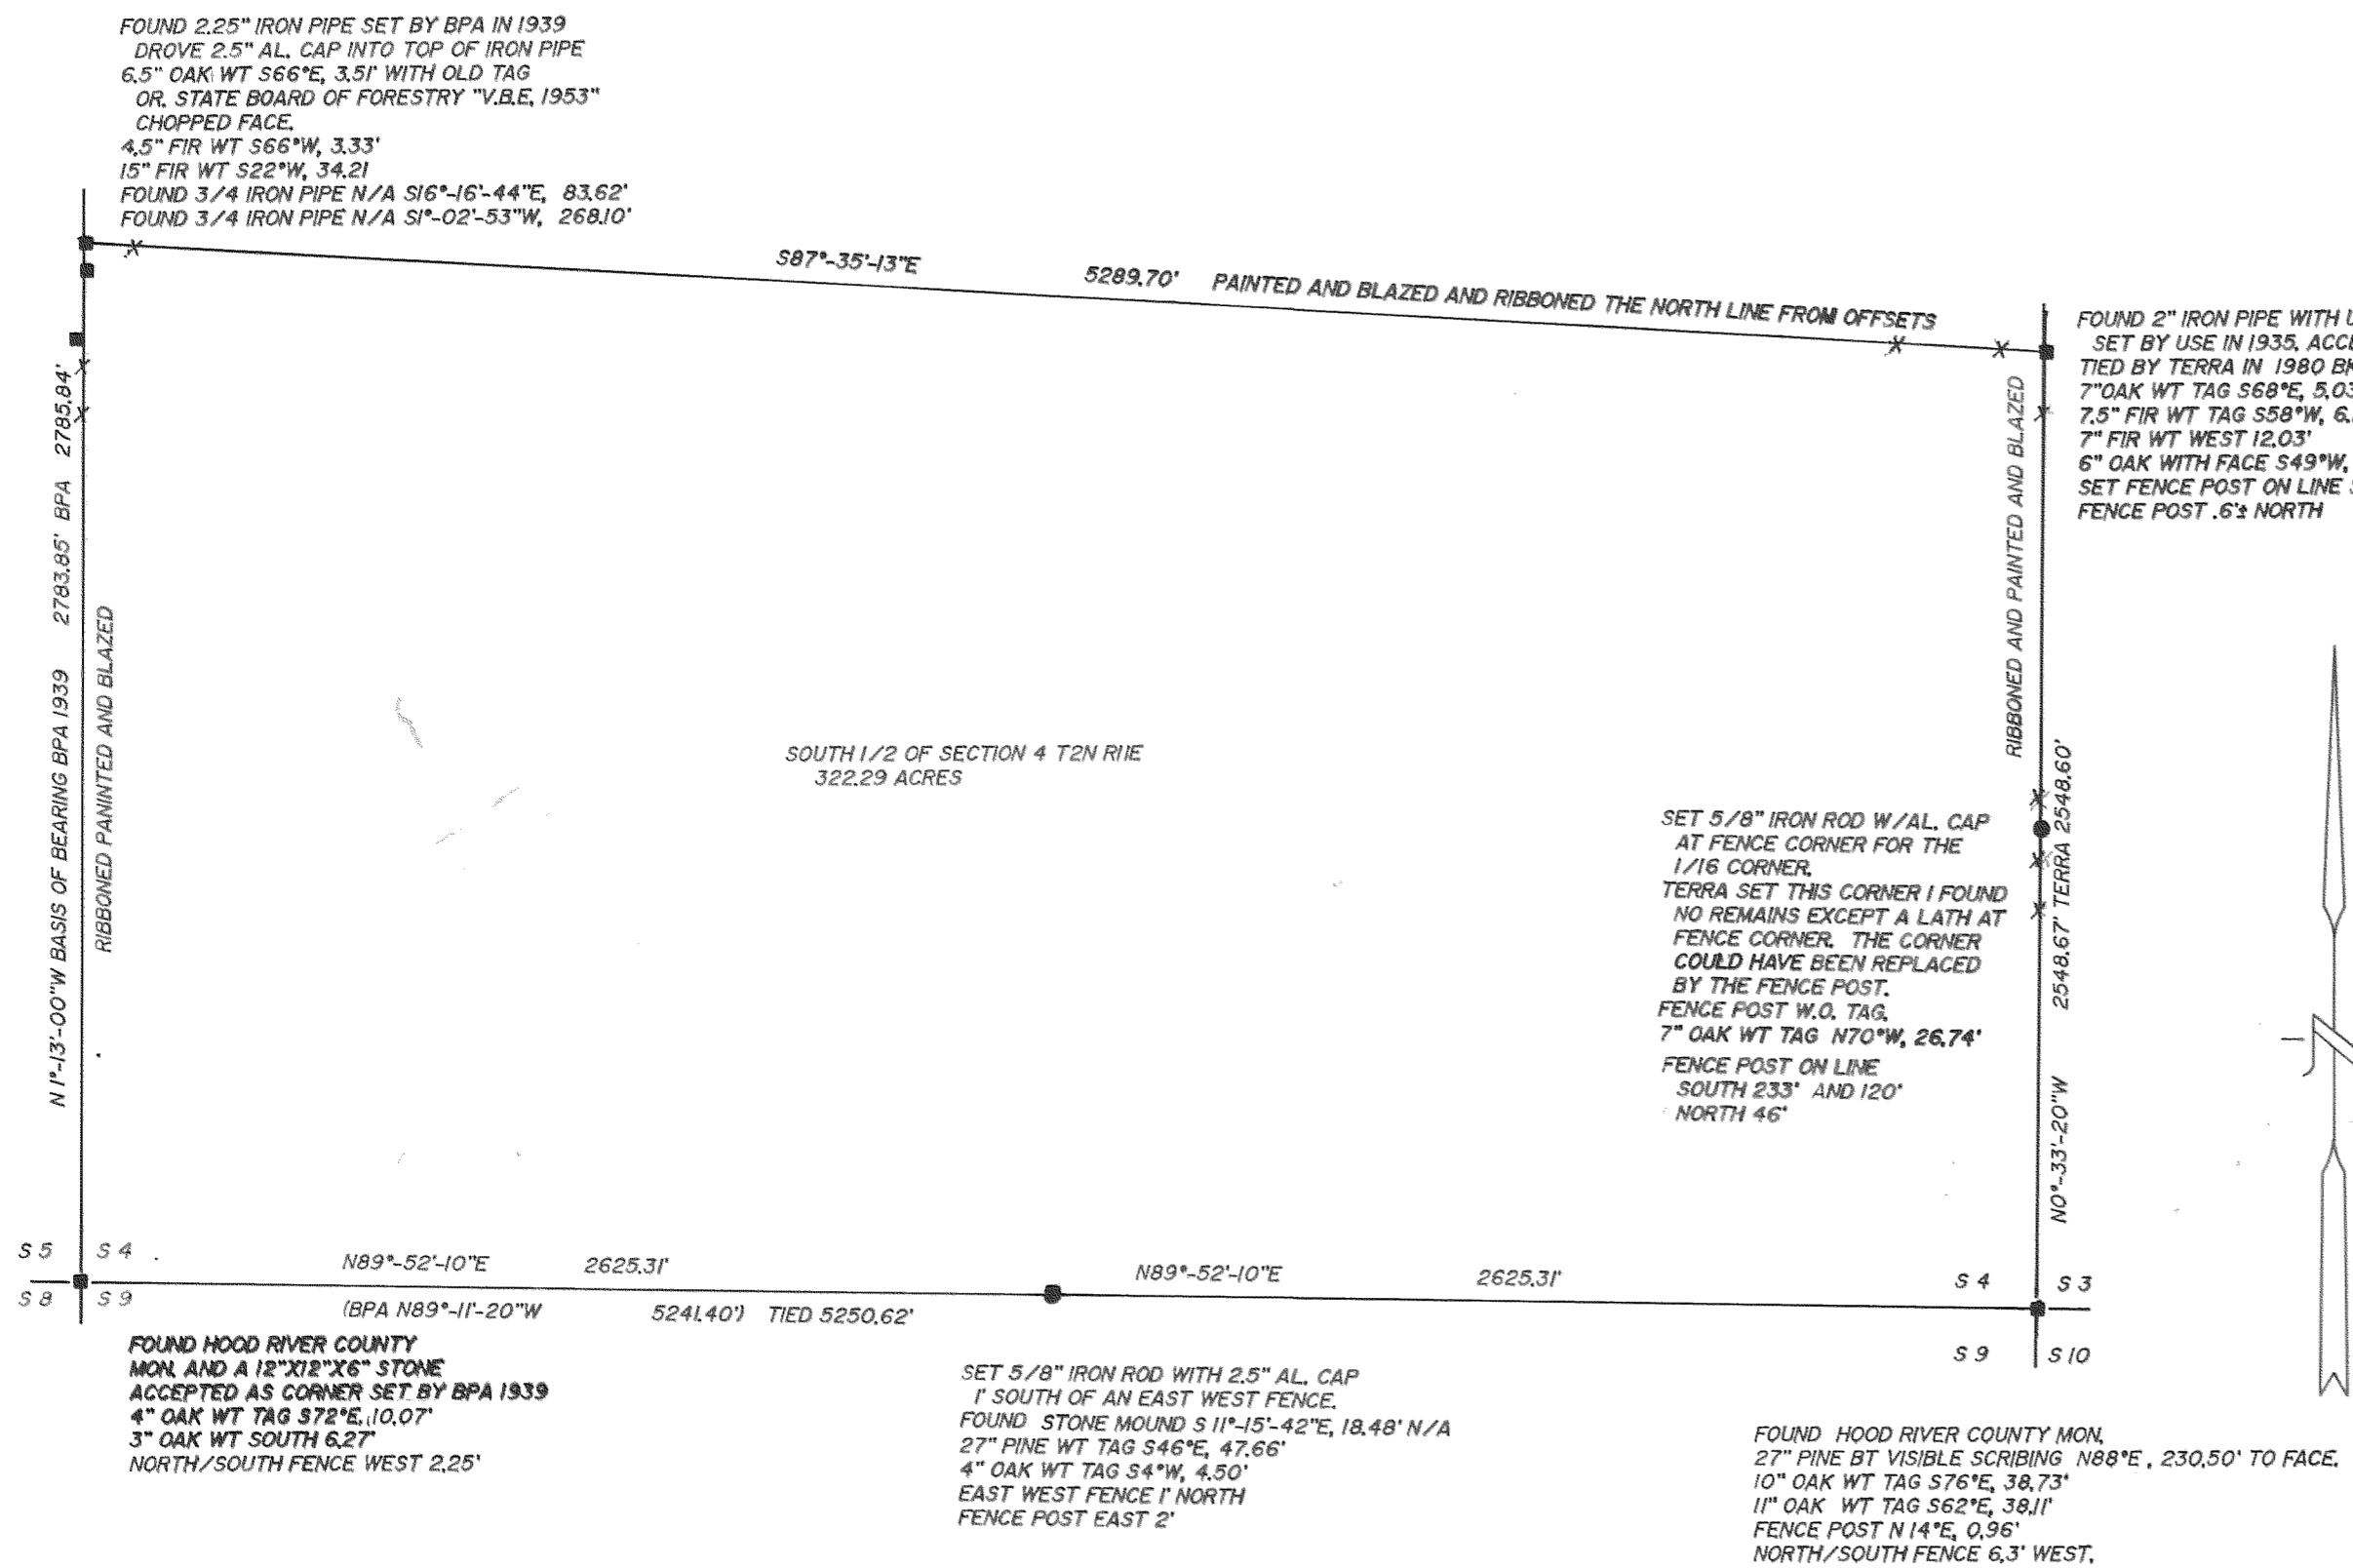 FOUND 2.25" IRON PIPE SET BY BPA IN 1939
DROVE 2.5" AL. CAP INTO TOP OF IRON PIPE
6.5" OAK WT S66°E, 3.51' WITH OLD TAG
OR. STATE BOARD OF FORESTRY "V.B.E. 1953"
CHOPPED FACE.
4.5" FIR WT S66°W, 3.33'
15" FIR WT S22°W, 34.21
FOUND 3/4 IRON PIPE N/A S16°-16'-44"E, 83.62'
FOUND 3/4 IRON PIPE N/A S1°-02'-53"W, 268.10'
S87°-35'-13"E 5289.70' PAINTED AND BLAZED AND RIBBONED THE NORTH LINE FROM OFFSETS
FOUND 2" IRON PIPE WITH
SET BY USE IN 1935,
TIED BY TERRA IN 1980
7"OAK WT TAG S68°E, 5.03
7.5" FIR WT TAG S58°W, 6.
7" FIR WT WEST 12.03'
6" OAK WITH FACE S49°W,
SET FENCE POST ON LINE
FENCE POST .6'± NORTH
N 1°-13'-00"W BASIS OF BEARING BPA 1939 2783.85' BPA 2785.84'
RIBBONED PANINTED AND BLAZED
RIBBONED AND PAINTED AND BLAZED
N0°-33'-20"W 2548.67' TERRA 2548.60'
SOUTH 1/2 OF SECTION 4 T2N R11E
322.29 ACRES
SET 5/8" IRON ROD W/AL. CAP
AT FENCE CORNER FOR THE
1/16 CORNER.
TERRA SET THIS CORNER I FOUND
NO REMAINS EXCEPT A LATH AT
FENCE CORNER. THE CORNER
COULD HAVE BEEN REPLACED
BY THE FENCE POST.
FENCE POST W.O. TAG.
7" OAK WT TAG N70°W, 26.74'
FENCE POST ON LINE
SOUTH 233' AND 120'
NORTH 46'
N
S 5 S 4
N89°-52'-10"E 2625.31'
N89°-52'-10"E 2625.31'
S 4 S 3
S 8 S 9
(BPA N89°-11'-20"W 5241.40') TIED 5250.62'
S 9 S 10
FOUND HOOD RIVER COUNTY
MON. AND A 12"X12"X6" STONE
ACCEPTED AS CORNER SET BY BPA 1939
4" OAK WT TAG S72°E, 10.07'
3" OAK WT SOUTH 6.27'
NORTH/SOUTH FENCE WEST 2.25'
SET 5/8" IRON ROD WITH 2.5" AL. CAP
1' SOUTH OF AN EAST WEST FENCE.
FOUND STONE MOUND S 11°-15'-42"E, 18.48' N/A
27" PINE WT TAG S46°E, 47.66'
4" OAK WT TAG S4°W, 4.50'
EAST WEST FENCE 1' NORTH
FENCE POST EAST 2'
FOUND HOOD RIVER COUNTY MON.
27" PINE BT VISIBLE SCRIBING N88°E, 230.50' TO FACE.
10" OAK WT TAG S76°E, 38.73'
11" OAK WT TAG S62°E, 38.11'
FENCE POST N 14°E, 0.96'
NORTH/SOUTH FENCE 6.3' WEST.